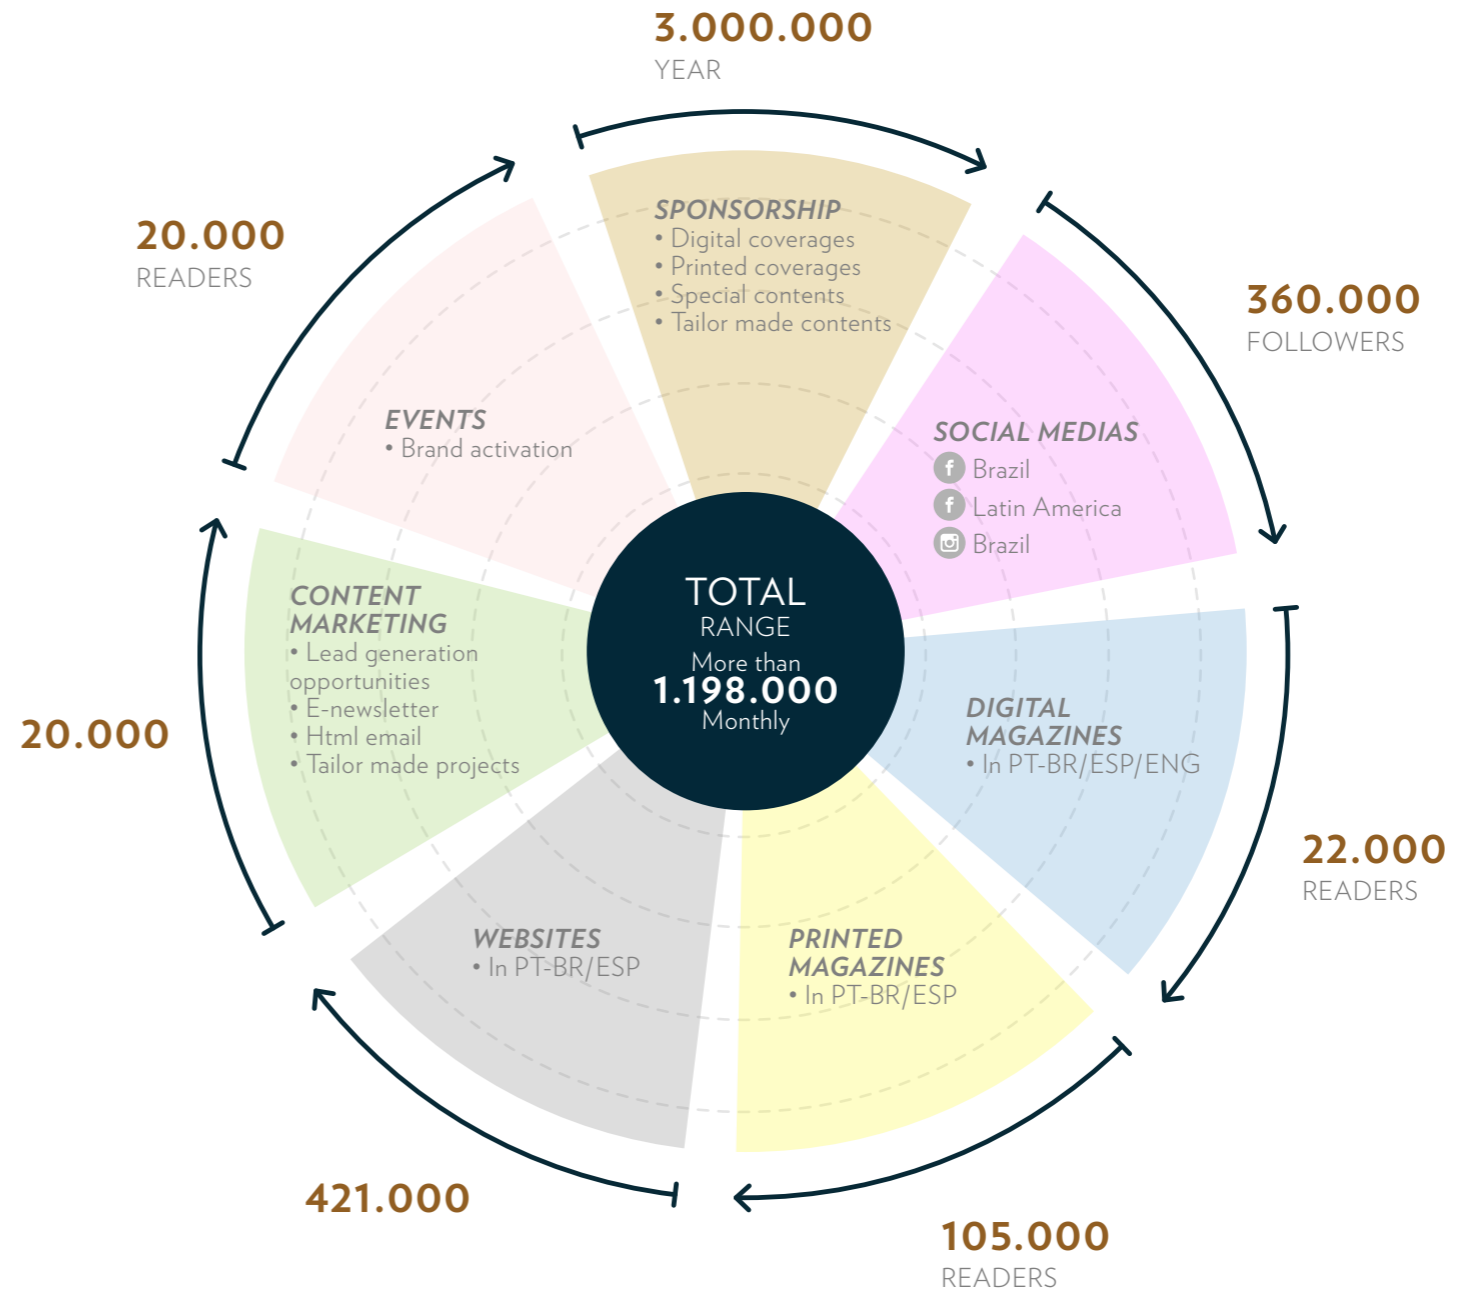 3.000.000
YEAR
SPONSORSHIP
• Digital coverages
• Printed coverages
• Special contents
• Tailor made contents
360.000
FOLLOWERS
SOCIAL MEDIAS
f Brazil
f Latin America
Brazil
DIGITAL
MAGAZINES
• In PT-BR/ESP/ENG
22.000
READERS
PRINTED
MAGAZINES
• In PT-BR/ESP
105.000
READERS
WEBSITES
• In PT-BR/ESP
421.000
CONTENT
MARKETING
• Lead generation
opportunities
• E-newsletter
• Html email
• Tailor made projects
20.000
EVENTS
• Brand activation
20.000
READERS
TOTAL
RANGE
More than
1.198.000
Monthly